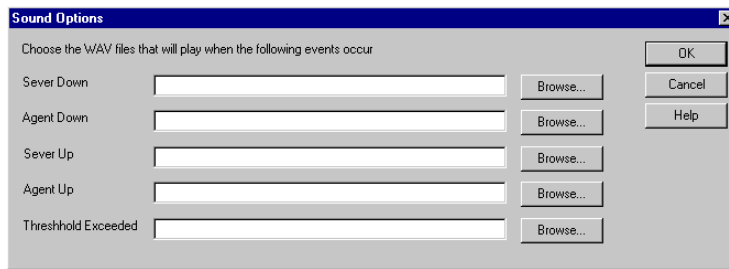 Sound Options
Choose the WAV files that will play when the following events occur
OK
Sever Down
Browse...
Cancel
Agent Down
Browse...
Help
Sever Up
Browse...
Agent Up
Browse...
Threshhold Exceeded
Browse...